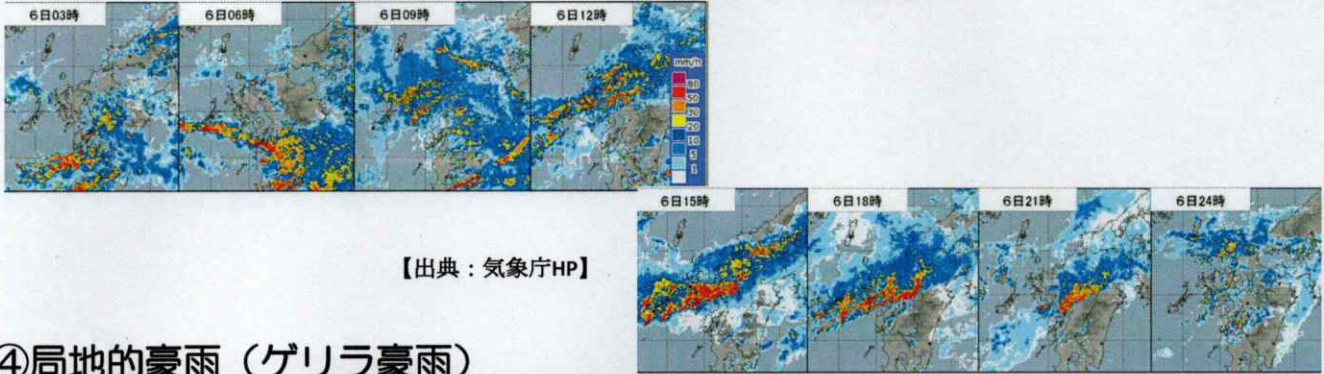 6日03時
6日06時
6日09時
6日12時
mm/h
80
50
30
20
10
5
1
6日15時
6日18時
6日21時
6日24時
【出典：気象庁HP】
④局地的豪雨（ゲリラ豪雨）